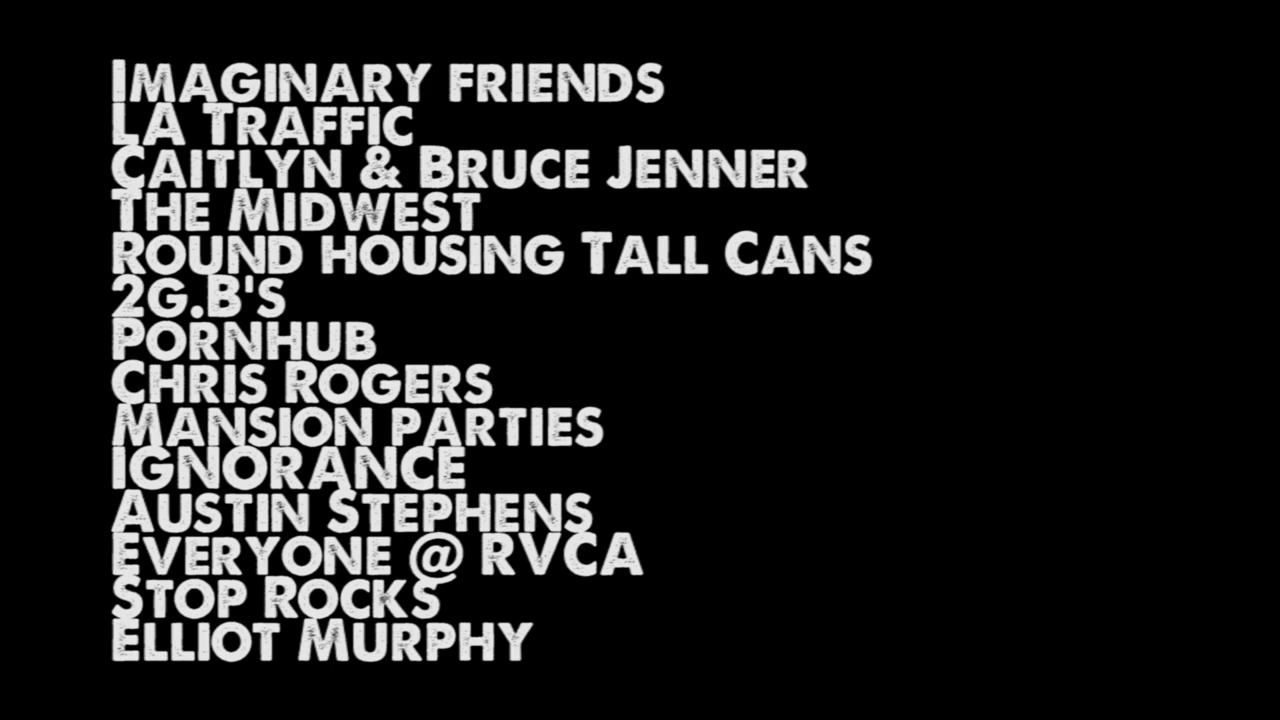 Imaginary friends
La Traffic
Caitlyn & Bruce Jenner
The Midwest
Round housing Tall Cans
2g.B's
Pornhub
Chris Rogers
Mansion parties
Ignorance
Austin Stephens
Everyone @ RVCA
Stop Rocks
Elliot Murphy